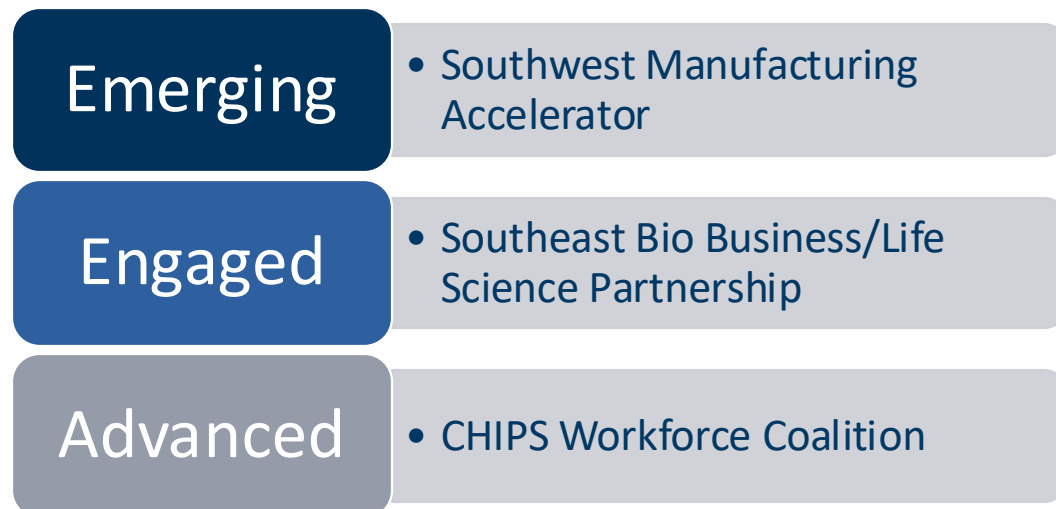 Emerging
• Southwest Manufacturing
Accelerator
Engaged
• Southeast Bio Business/Life
Science Partnership
Advanced
• CHIPS Workforce Coalition